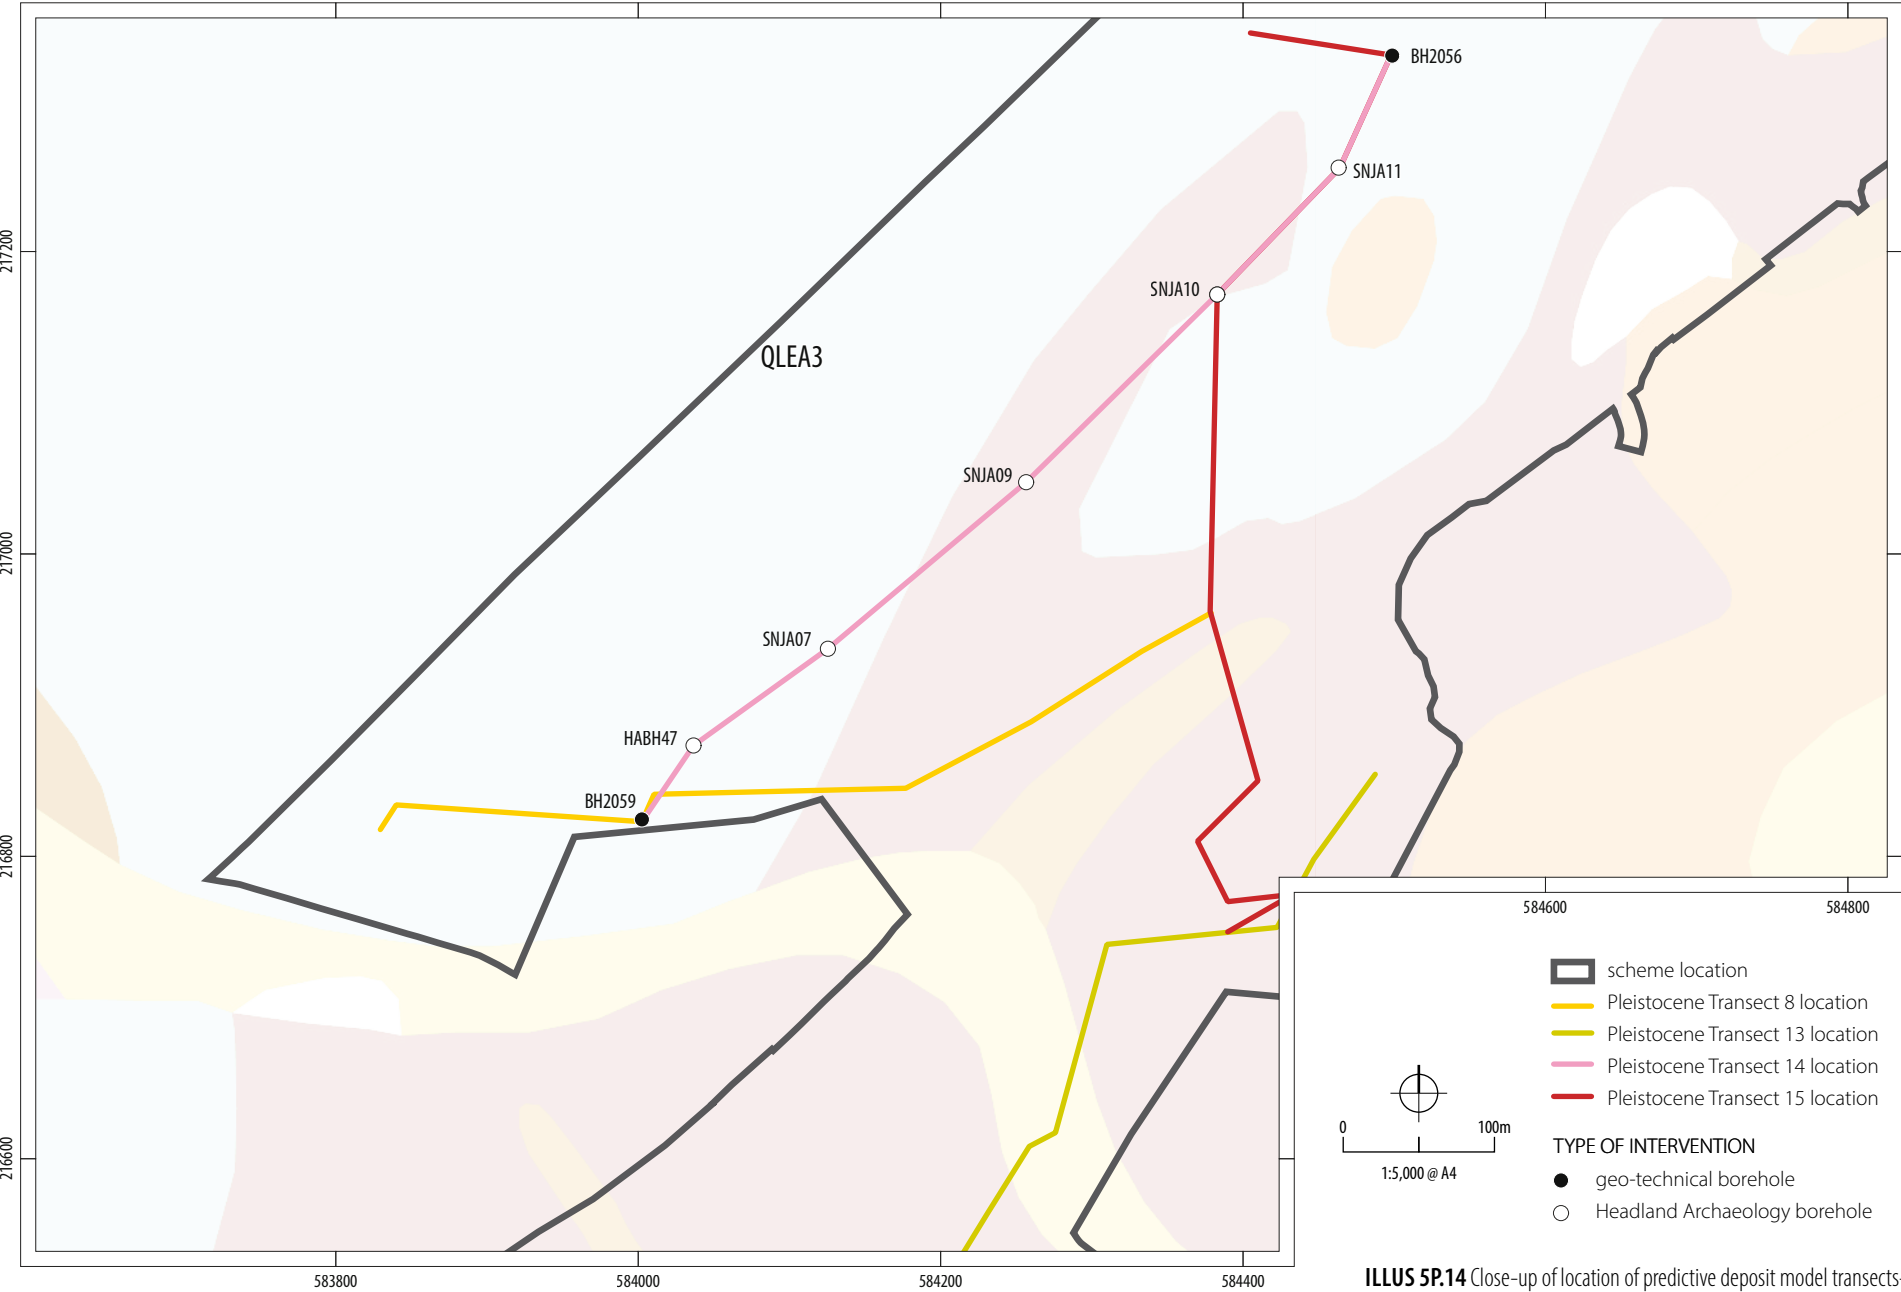 BH2056
SNJA11
217200
SNJA10
QLEA3
SNJA09
217000
SNJA07
HABH47
BH2059
216800
584600
584800
scheme location
Pleistocene Transect 8 location
Pleistocene Transect 13 location
Pleistocene Transect 14 location
Pleistocene Transect 15 location
0
100m
1:5,000 @ A4
TYPE OF INTERVENTION
geo-technical borehole
Headland Archaeology borehole
216600
583800
584000
584200
584400
ILLUS 5P.14 Close-up of location of predictive deposit model transects-